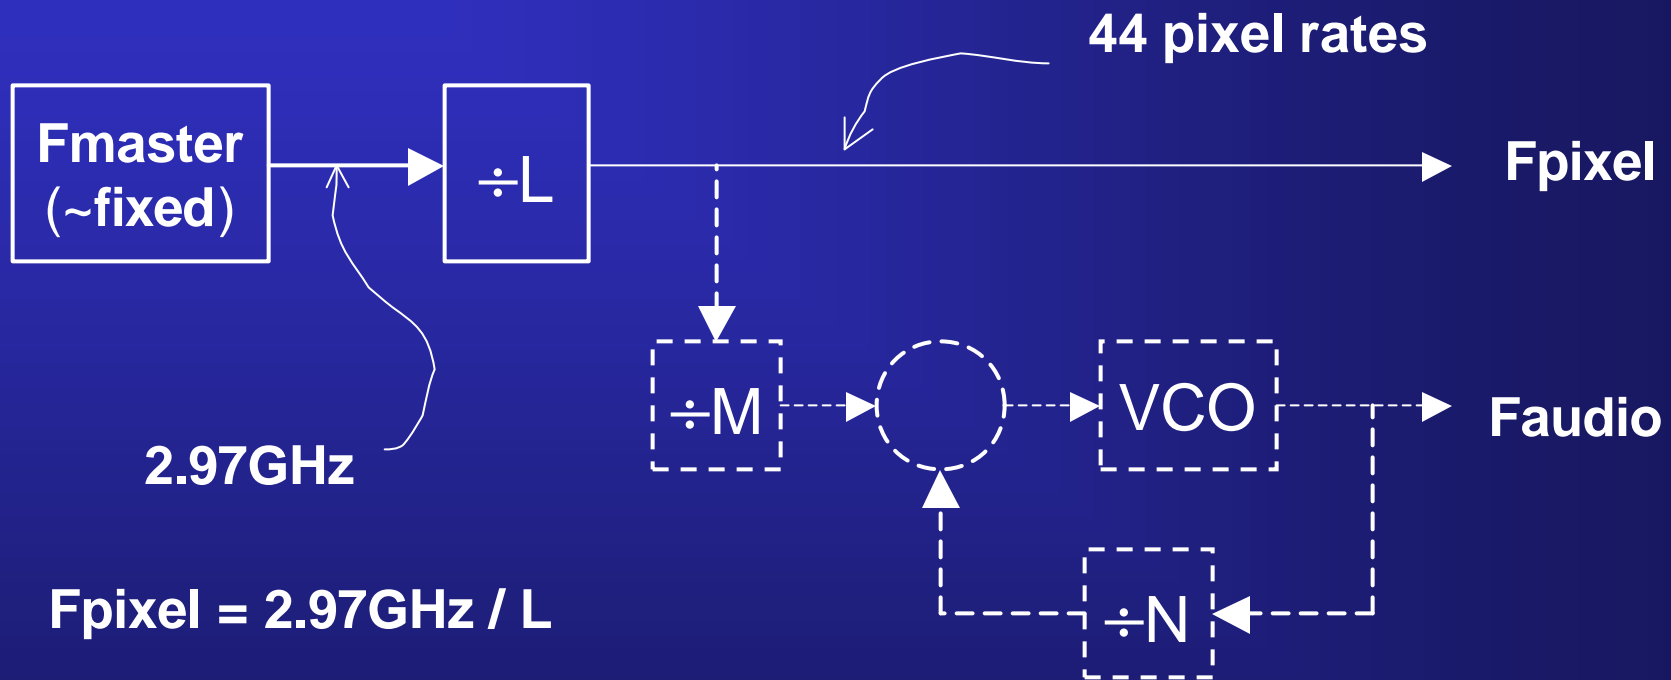 44 pixel rates
Fmaster
(~fixed)
÷L
Fpixel
÷M
VCO
Faudio
2.97GHz
÷N
Fpixel = 2.97GHz / L